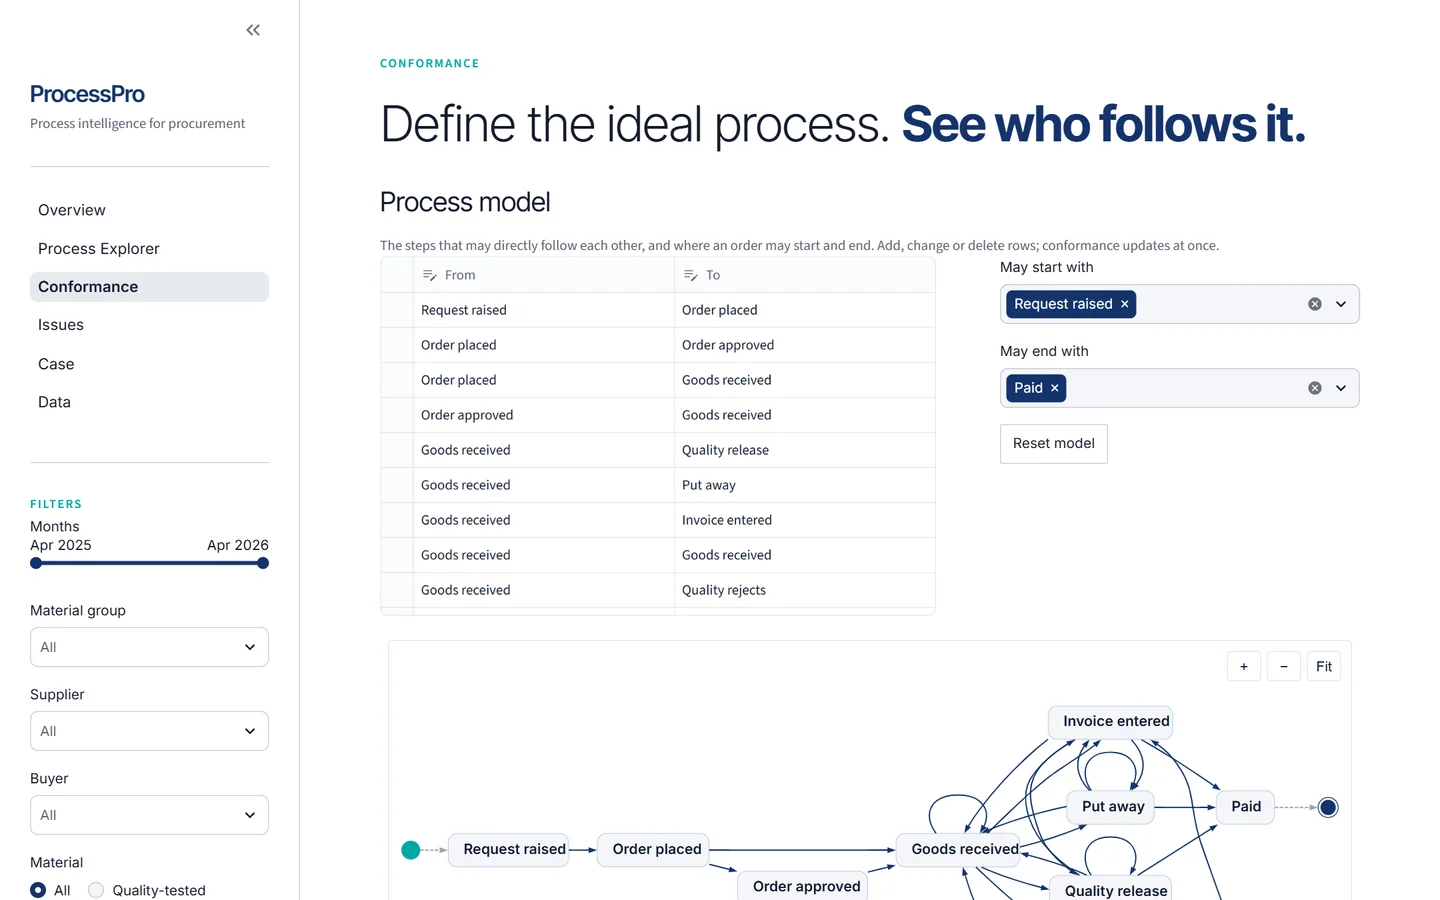 ProcessPro
Process intelligence for procurement
Overview
Process Explorer
Conformance
Issues
Case
Data
FILTERS
Months
Apr 2025 Apr 2026
Material group
All
Supplier
All
Buyer
All
Material
All Quality-tested
CONFORMANCE
Define the ideal process. See who follows it.
Process model
The steps that may directly follow each other, and where an order may start and end. Add, change or delete rows; conformance updates at once.
From To
Request raised Order placed
Order placed Order approved
Order placed Goods received
Order approved Goods received
Goods received Quality release
Goods received Put away
Goods received Invoice entered
Goods received Goods received
Goods received Quality rejects
May start with
Request raised ×
May end with
Paid ×
Reset model
+ − Fit
Invoice entered
Put away
Paid
Request raised
Order placed
Goods received
Order approved
Quality release